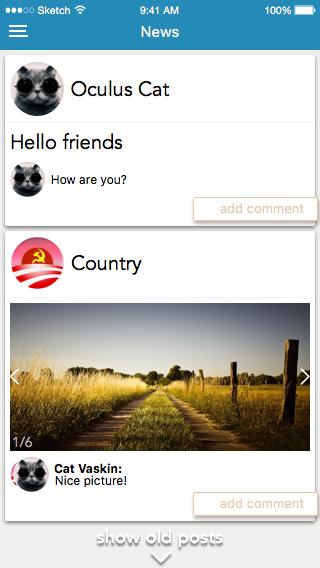 Sketch 9:41 AM 100%
News
Oculus Cat
Hello friends
How are you?
add comment
Country
1/6
Cat Vaskin:
Nice picture!
add comment
show old posts